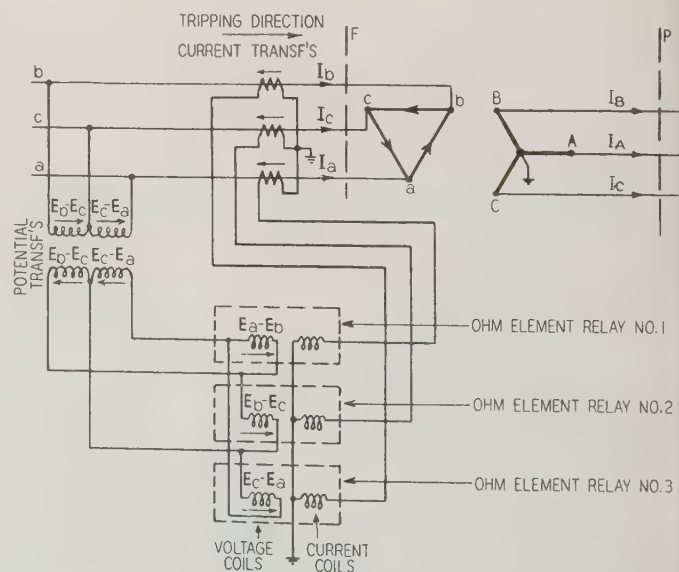 TRIPPING DIRECTION
CURRENT TRANSF'S
F
P
b
Ib
c
Ic
a
Ia
c
b
a
B
A
C
IB
IA
IC
Eb-Ec
Ec-Ea
Eb-Ec
Ec-Ea
POTENTIAL
TRANSF'S
Ea-Eb
OHM ELEMENT RELAY NO.1
Eb-Ec
OHM ELEMENT RELAY NO.2
Ec-Ea
OHM ELEMENT RELAY NO.3
VOLTAGE
COILS
CURRENT
COILS